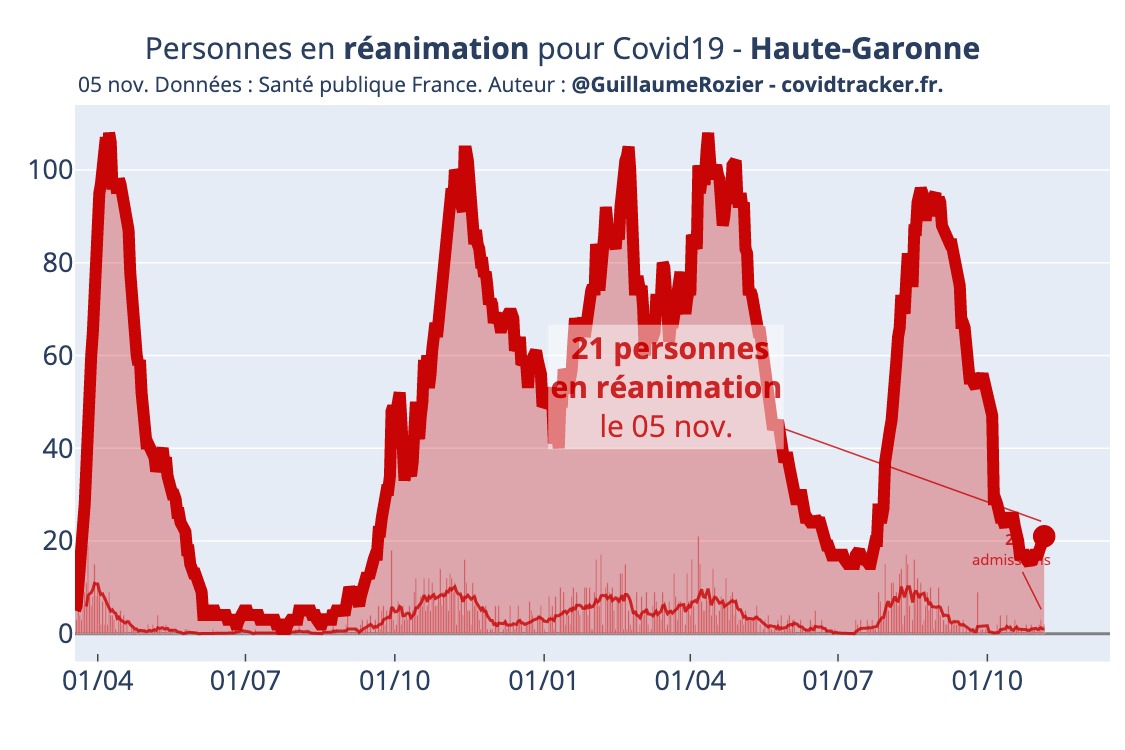 Personnes en réanimation pour Covid19 - Haute-Garonne
05 nov. Données : Santé publique France. Auteur : @GuillaumeRozier - covidtracker.fr.
100
80
60
40
20
0
21 personnes
en réanimation
le 05 nov.
01/04
01/07
01/10
01/01
01/04
01/07
01/10